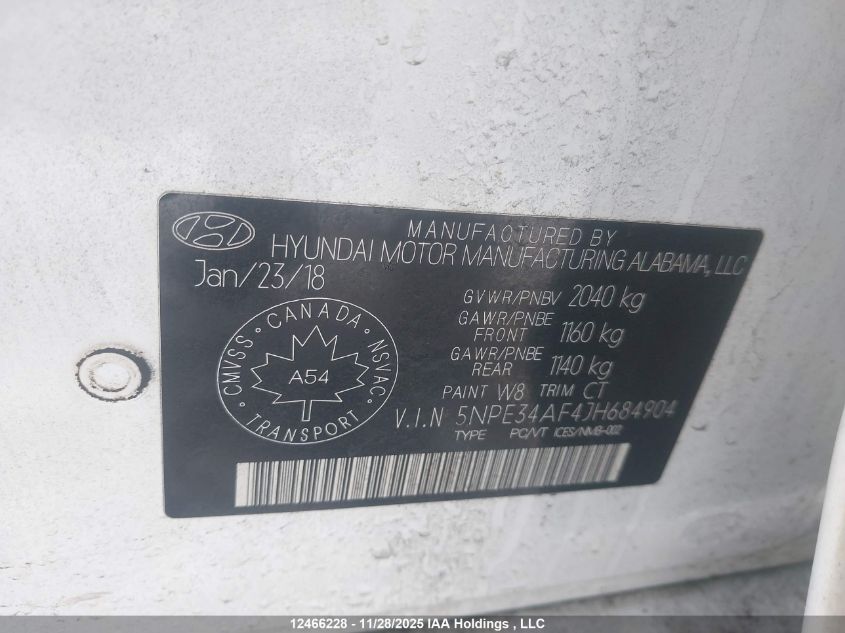 MANUFACTURED BY
HYUNDAI MOTOR MANUFACTURING ALABAMA, LLC
Jan/23/18
GVWR/PNBV 2040 kg
GAWR/PNBE FRONT 1160 kg
GAWR/PNBE REAR 1140 kg
PAINT W8 TRIM CT
V.I.N 5NPE34AF4JH684904
TYPE PC/VT ICES/NMB-002
CMVSS · CANADA · NSVAC · TRANSPORT ·
A54
12466228 - 11/28/2025 IAA Holdings , LLC